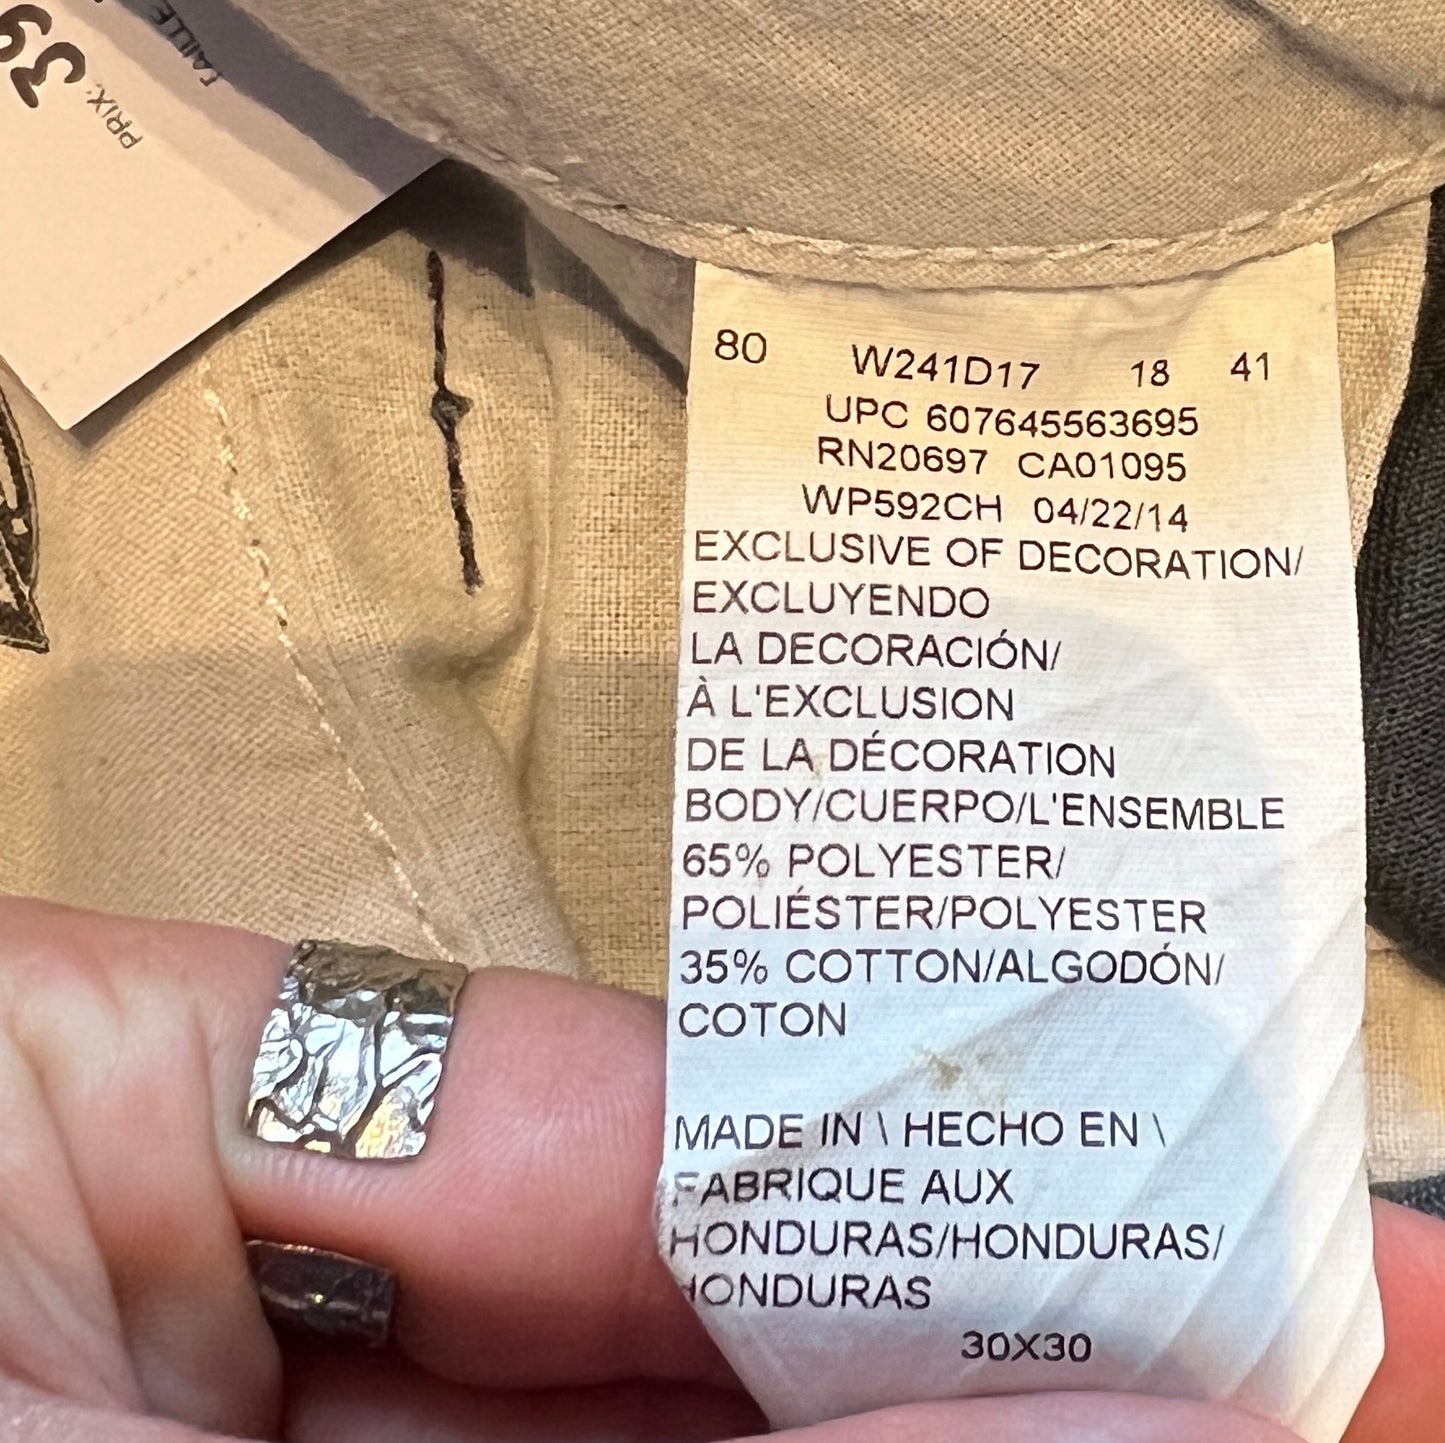 39
PRIX:
TAILLE
80 W241D17 18 41
UPC 607645563695
RN20697 CA01095
WP592CH 04/22/14
EXCLUSIVE OF DECORATION/
EXCLUYENDO
LA DECORACIÓN/
À L'EXCLUSION
DE LA DÉCORATION
BODY/CUERPO/L'ENSEMBLE
65% POLYESTER/
POLIÉSTER/POLYESTER
35% COTTON/ALGODÓN/
COTON
MADE IN \ HECHO EN \
FABRIQUE AUX
HONDURAS/HONDURAS/
HONDURAS
30X30